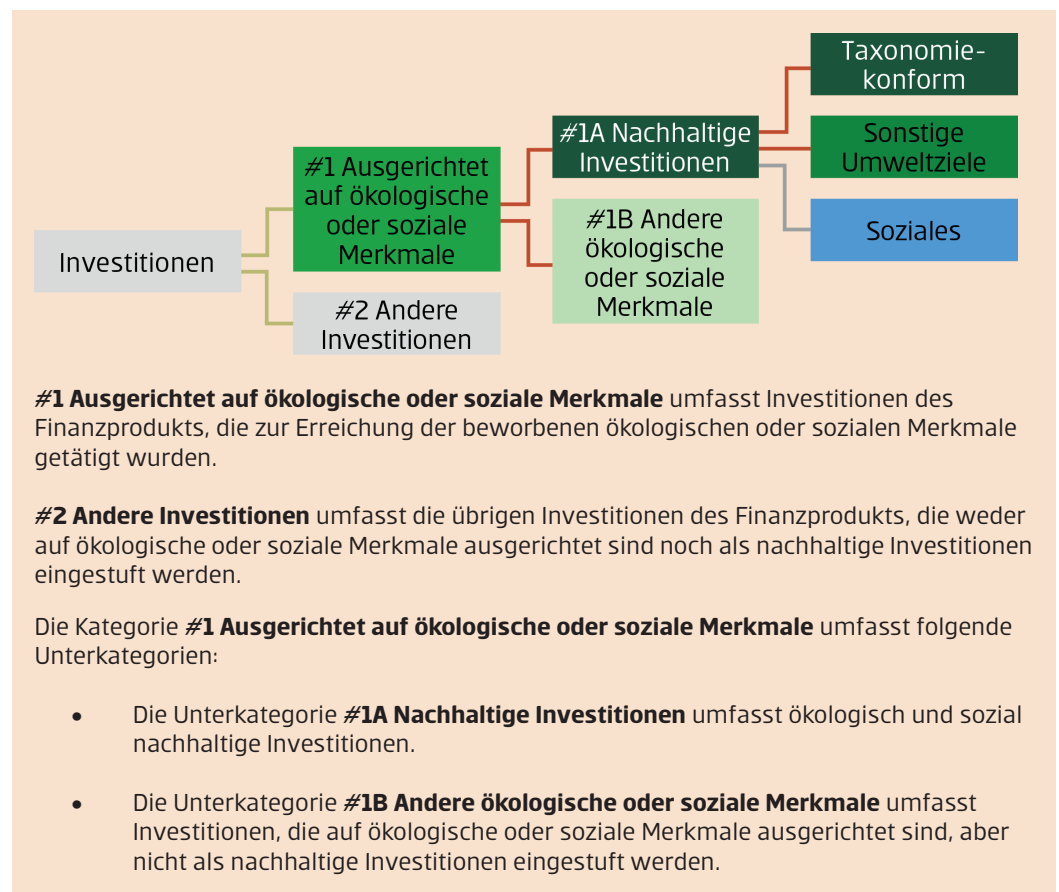 Investitionen
#1 Ausgerichtet
auf ökologische
oder soziale
Merkmale
#2 Andere
Investitionen
#1A Nachhaltige
Investitionen
#1B Andere
ökologische
oder soziale
Merkmale
Taxonomie-
konform
Sonstige
Umweltziele
Soziales
#1 Ausgerichtet auf ökologische oder soziale Merkmale umfasst Investitionen des
Finanzprodukts, die zur Erreichung der beworbenen ökologischen oder sozialen Merkmale
getätigt wurden.
#2 Andere Investitionen umfasst die übrigen Investitionen des Finanzprodukts, die weder
auf ökologische oder soziale Merkmale ausgerichtet sind noch als nachhaltige Investitionen
eingestuft werden.
Die Kategorie #1 Ausgerichtet auf ökologische oder soziale Merkmale umfasst folgende
Unterkategorien:
• Die Unterkategorie #1A Nachhaltige Investitionen umfasst ökologisch und sozial
nachhaltige Investitionen.
• Die Unterkategorie #1B Andere ökologische oder soziale Merkmale umfasst
Investitionen, die auf ökologische oder soziale Merkmale ausgerichtet sind, aber
nicht als nachhaltige Investitionen eingestuft werden.